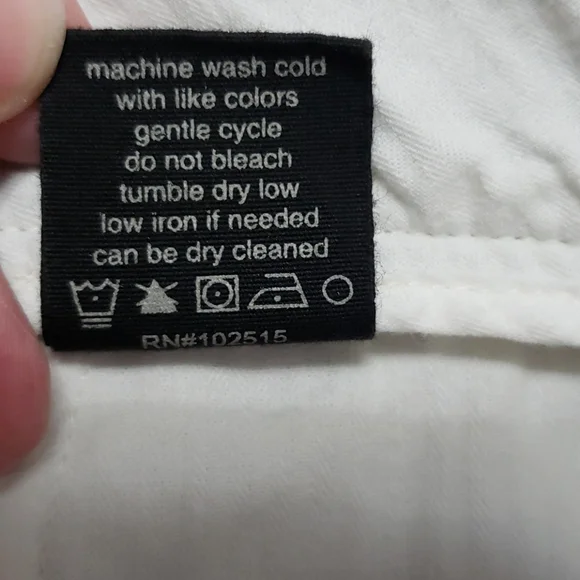 machine wash cold
with like colors
gentle cycle
do not bleach
tumble dry low
low iron if needed
can be dry cleaned
RN#102515